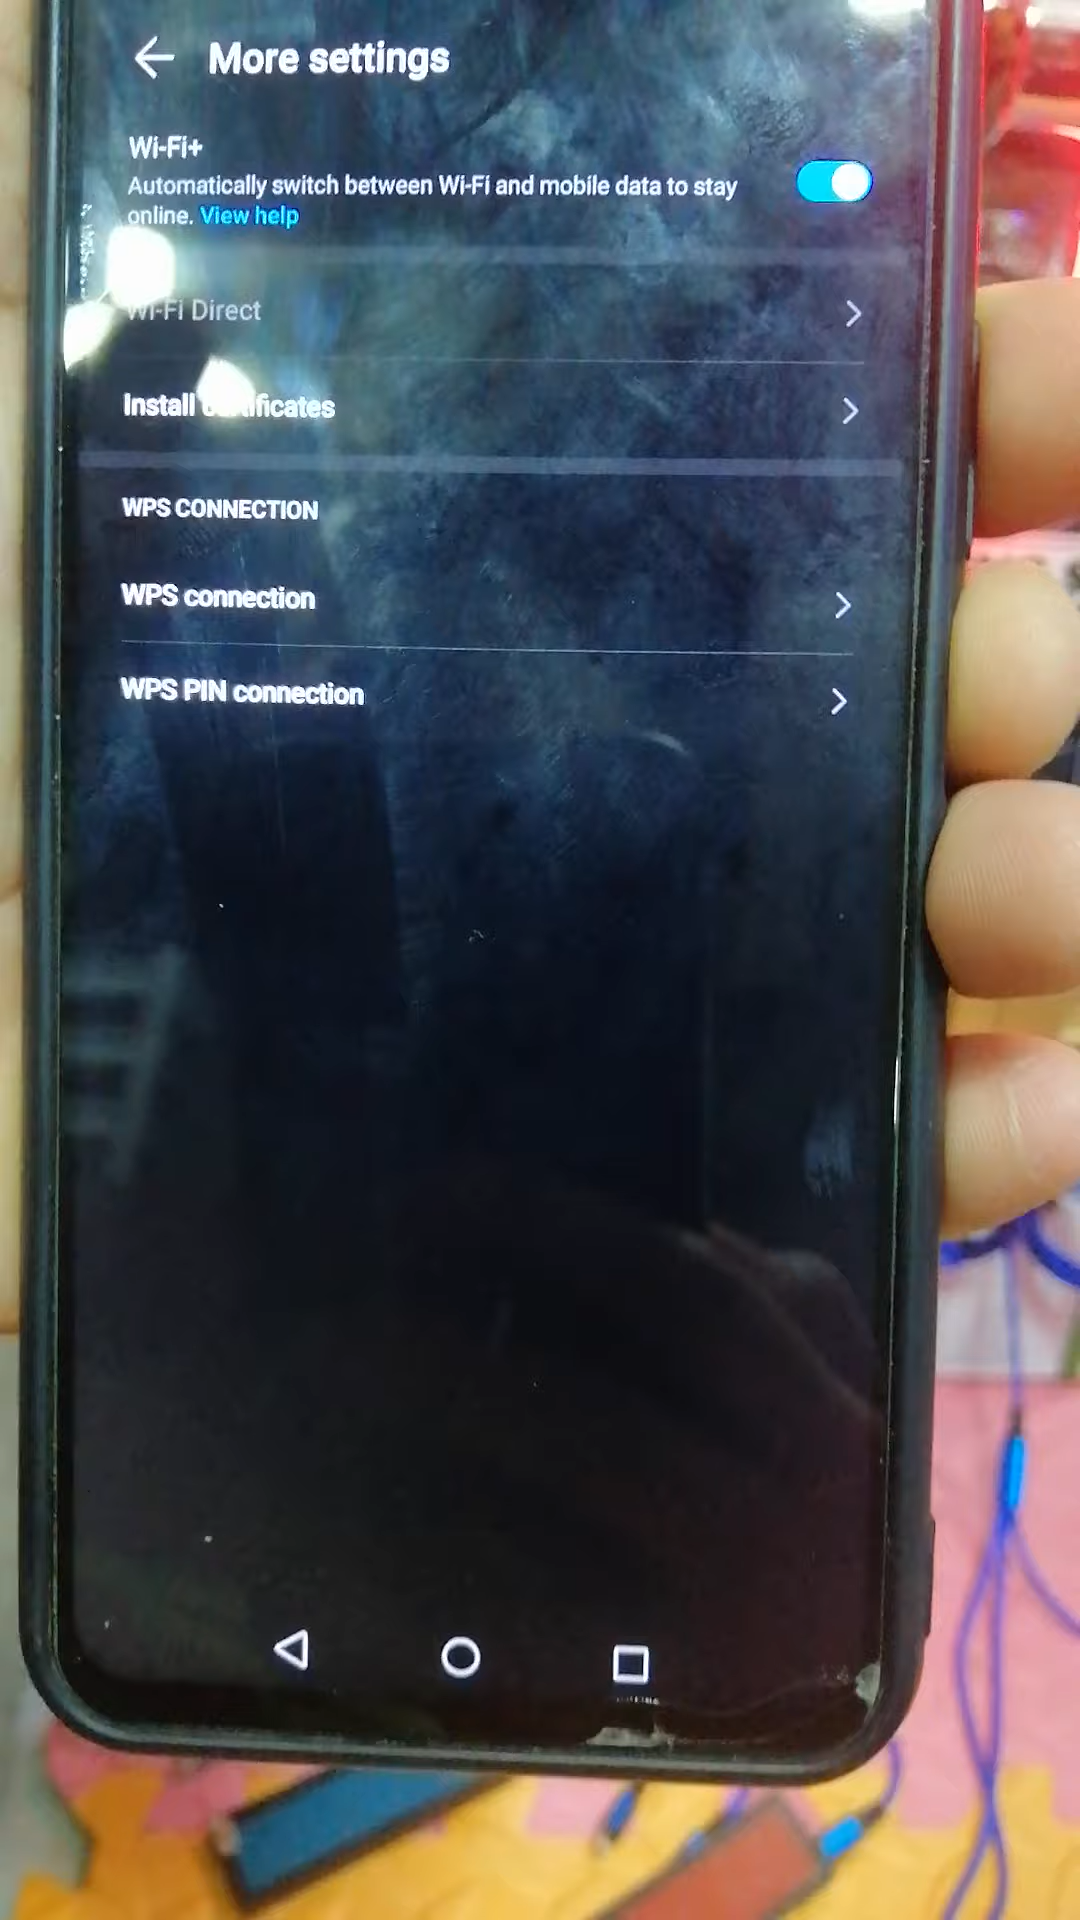 More settings
Wi-Fi+
Automatically switch between Wi-Fi and mobile data to stay
online. View help
Wi-Fi Direct
Install certificates
WPS CONNECTION
WPS connection
WPS PIN connection